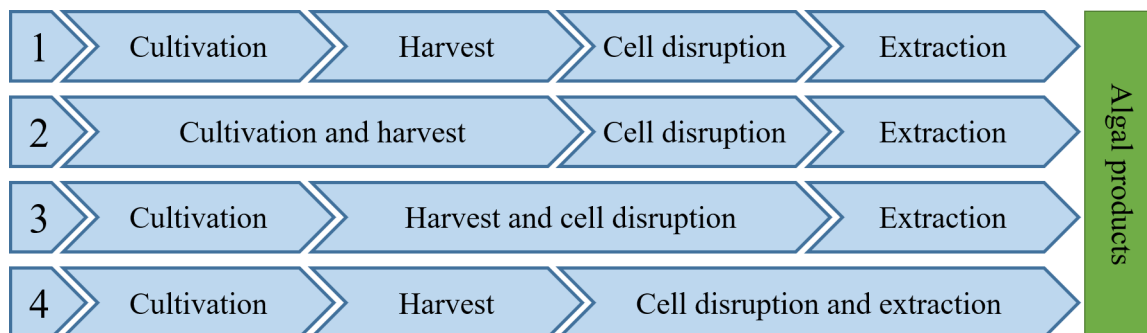 1 Cultivation Harvest Cell disruption Extraction
2 Cultivation and harvest Cell disruption Extraction
3 Cultivation Harvest and cell disruption Extraction
4 Cultivation Harvest Cell disruption and extraction
Algal products